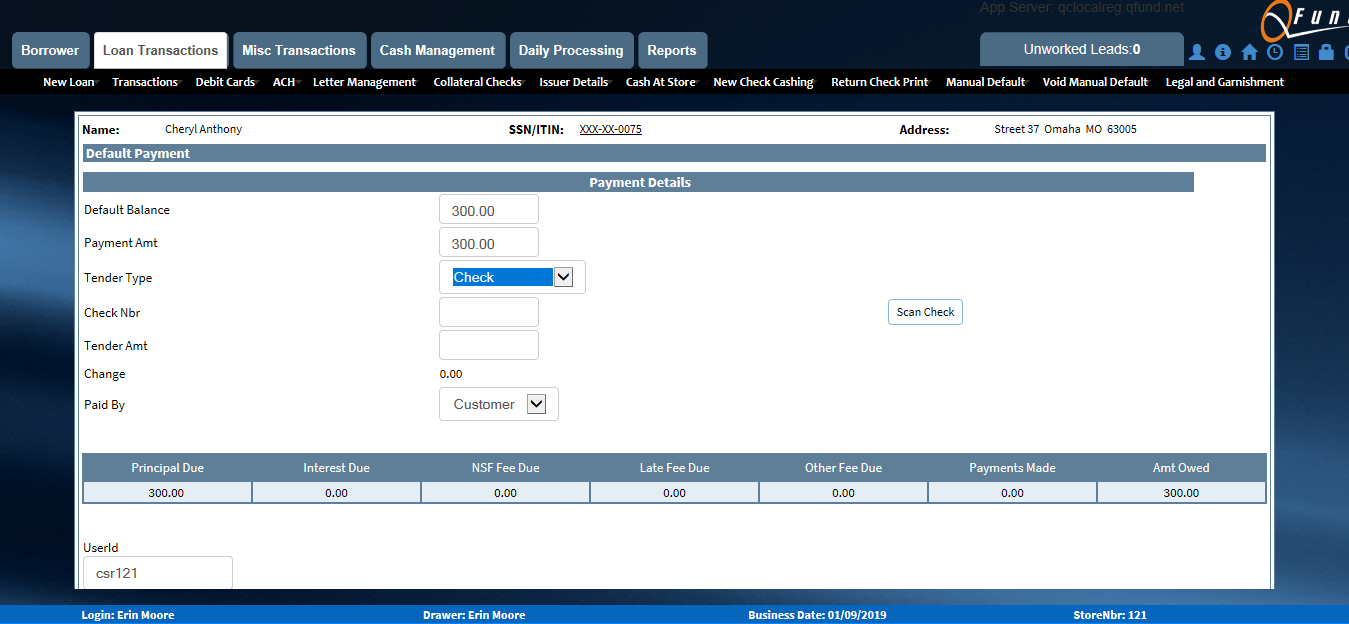 App Server: qclocalreg.qfund.net
QFun
Borrower Loan Transactions Misc Transactions Cash Management Daily Processing Reports Unworked Leads:0
New Loan Transactions Debit Cards ACH Letter Management Collateral Checks Issuer Details Cash At Store New Check Cashing Return Check Print Manual Default Void Manual Default Legal and Garnishment
Name: Cheryl Anthony SSN/ITIN: XXX-XX-0075 Address: Street 37 Omaha MO 63005
Default Payment
Payment Details
Default Balance 300.00
Payment Amt 300.00
Tender Type Check
Check Nbr Scan Check
Tender Amt
Change 0.00
Paid By Customer
Principal Due Interest Due NSF Fee Due Late Fee Due Other Fee Due Payments Made Amt Owed
300.00 0.00 0.00 0.00 0.00 0.00 300.00
UserId
csr121
Login: Erin Moore Drawer: Erin Moore Business Date: 01/09/2019 StoreNbr: 121